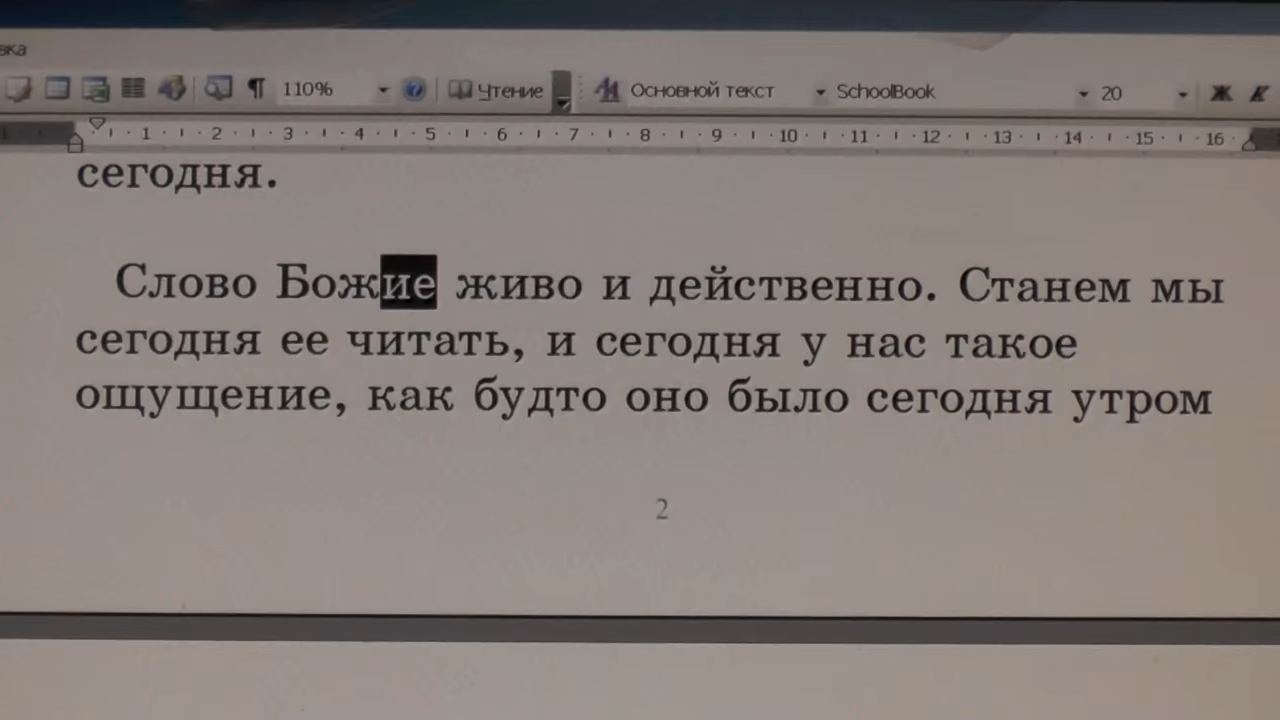 вка
110%
Чтение
Основной текст
SchoolBook
20
Ж К
1 2 3 4 5 6 7 8 9 10 11 12 13 14 15 16
сегодня.
Слово Божие живо и действенно. Станем мы
сегодня ее читать, и сегодня у нас такое
ощущение, как будто оно было сегодня утром
2